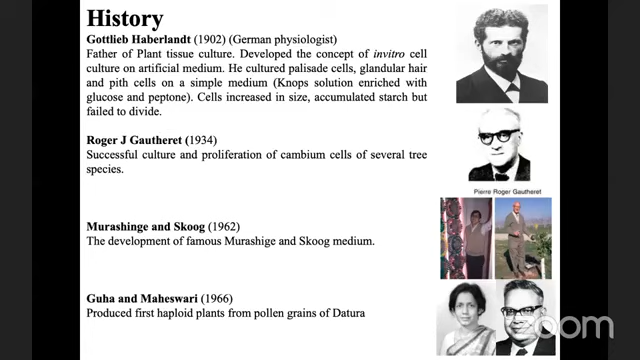 History
Gottlieb Haberlandt (1902) (German physiologist)
Father of Plant tissue culture. Developed the concept of invitro cell
culture on artificial medium. He cultured palisade cells, glandular hair
and pith cells on a simple medium (Knops solution enriched with
glucose and peptone). Cells increased in size, accumulated starch but
failed to divide.
Roger J Gautheret (1934)
Successful culture and proliferation of cambium cells of several tree
species.
Pierre Roger Gautheret
Murashinge and Skoog (1962)
The development of famous Murashige and Skoog medium.
Guha and Maheswari (1966)
Produced first haploid plants from pollen grains of Datura
zoom